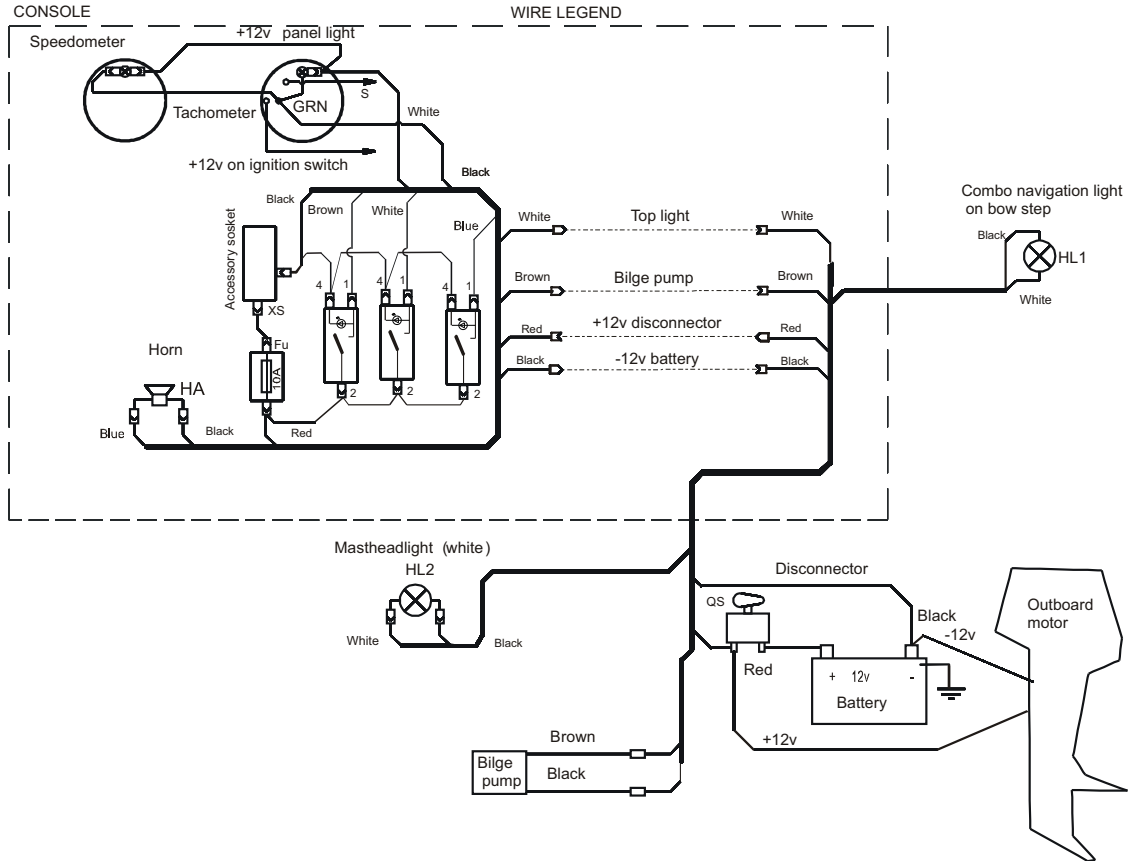 CONSOLE
WIRE LEGEND
Speedometer
+12v panel light
S
GRN
Tachometer
White
+12v on ignition switch
Black
Black
Brown
White
Blue
Accessory sosket
4
1
4
1
4
1
XS
Fu
10A
2
2
2
Horn
HA
Blue
Black
Red
White
Top light
White
Brown
Bilge pump
Brown
Red
+12v disconnector
Red
Black
-12v battery
Black
Combo navigation light
on bow step
Black
HL1
White
Mastheadlight (white)
HL2
White
Black
Disconnector
QS
Black
-12v
Red
+ 12v -
Battery
+12v
Outboard
motor
Brown
Bilge
pump
Black